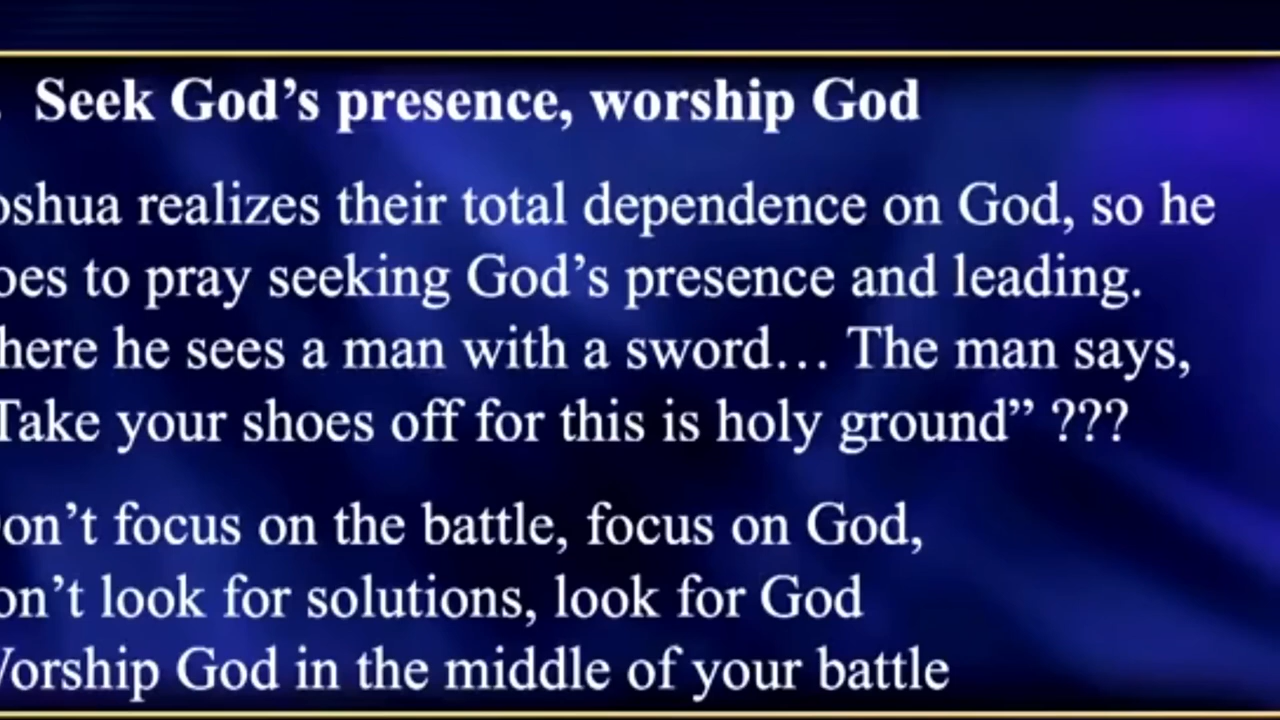 . Seek God’s presence, worship God
oshua realizes their total dependence on God, so he
oes to pray seeking God’s presence and leading.
here he sees a man with a sword… The man says,
Take your shoes off for this is holy ground” ???
on’t focus on the battle, focus on God,
on’t look for solutions, look for God
Worship God in the middle of your battle